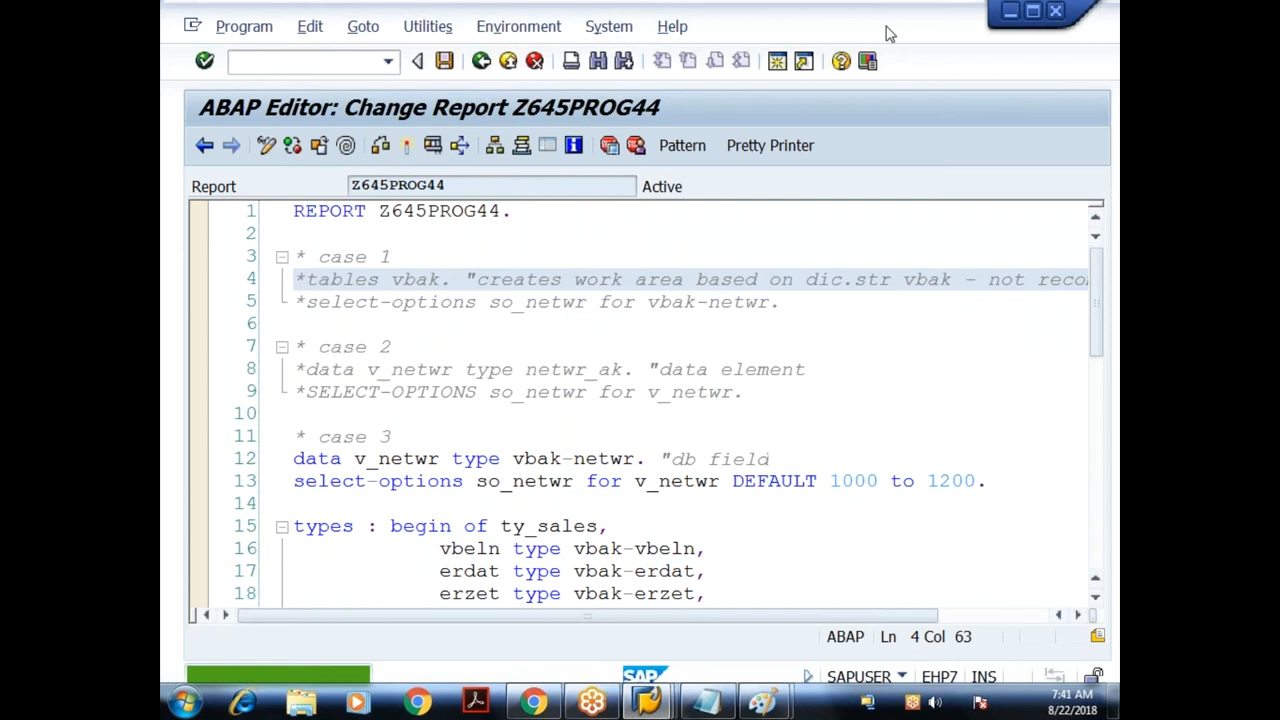 Program Edit Goto Utilities Environment System Help
ABAP Editor: Change Report Z645PROG44
Pattern Pretty Printer
Report Z645PROG44 Active
1 REPORT Z645PROG44.
2
3 * case 1
4 *tables vbak. "creates work area based on dic.str vbak - not reco
5 *select-options so_netwr for vbak-netwr.
6
7 * case 2
8 *data v_netwr type netwr_ak. "data element
9 *SELECT-OPTIONS so_netwr for v_netwr.
10
11 * case 3
12 data v_netwr type vbak-netwr. "db field
13 select-options so_netwr for v_netwr DEFAULT 1000 to 1200.
14
15 types : begin of ty_sales,
16 vbeln type vbak-vbeln,
17 erdat type vbak-erdat,
18 erzet type vbak-erzet,
ABAP Ln 4 Col 63
SAP SAPUSER EHP7 INS
7:41 AM
8/22/2018